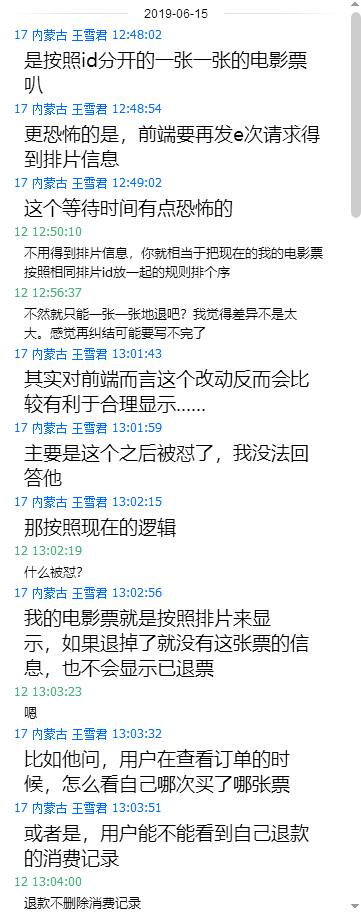 2019-06-15
17 内蒙古 王雪君 12:48:02
是按照id分开的一张一张的电影票
叭
17 内蒙古 王雪君 12:48:54
更恐怖的是，前端要再发e次请求得
到排片信息
17 内蒙古 王雪君 12:49:02
这个等待时间有点恐怖的
12 12:50:10
不用得到排片信息，你就相当于把现在的我的电影票
按照相同排片id放一起的规则排个序
12 12:56:37
不然就只能一张一张地退吧？我觉得差异不是太
大。感觉再纠结可能要写不完了
17 内蒙古 王雪君 13:01:43
其实对前端而言这个改动反而会比
较有利于合理显示......
17 内蒙古 王雪君 13:01:59
主要是这个之后被怼了，我没法回
答他
17 内蒙古 王雪君 13:02:15
那按照现在的逻辑
12 13:02:19
什么被怼?
17 内蒙古 王雪君 13:02:56
我的电影票就是按照排片来显
示，如果退掉了就没有这张票的信
息，也不会显示已退票
12 13:03:23
嗯
17 内蒙古 王雪君 13:03:32
比如他问，用户在查看订单的时
候，怎么看自己哪次买了哪张票
17 内蒙古 王雪君 13:03:51
或者是，用户能不能看到自己退款
的消费记录
12 13:04:00
退款不删除消费记录